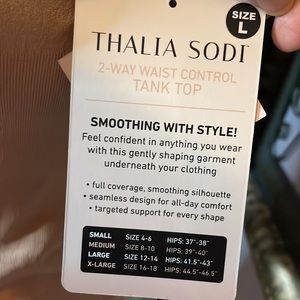 SIZE
L
THALIA SODI
2-WAY WAIST CONTROL
TANK TOP
SMOOTHING WITH STYLE!
Feel confident in anything you wear
with this gently shaping garment
underneath your clothing
• full coverage, smoothing silhouette
• seamless design for all-day comfort
• targeted support for every shape
SMALL SIZE 4-6 HIPS: 37"-38"
MEDIUM SIZE 8-10 HIPS: 39"-40"
LARGE SIZE 12-14 HIPS: 41.5"-43"
X-LARGE SIZE 16-18 HIPS: 44.5"-46.5"